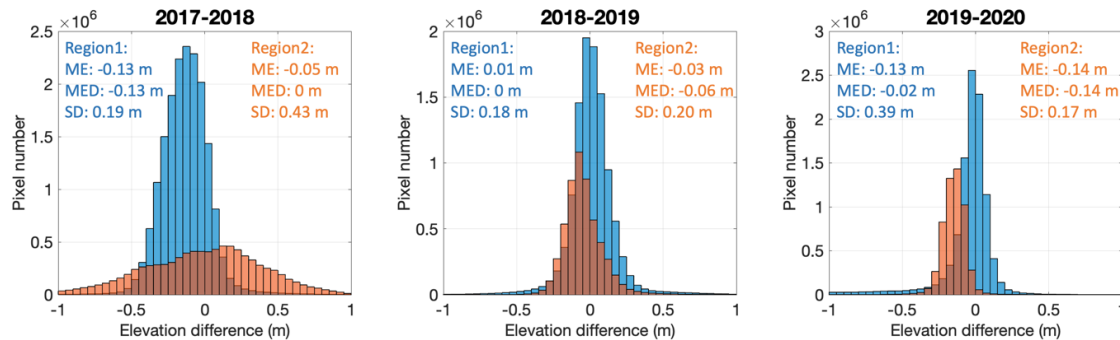 2017-2018
×10⁶
Region1:
ME: -0.13 m
MED: -0.13 m
SD: 0.19 m
Region2:
ME: -0.05 m
MED: 0 m
SD: 0.43 m
Pixel number
2.5
2
1.5
1
0.5
0
-1 -0.5 0 0.5 1
Elevation difference (m)
2018-2019
×10⁶
Region1:
ME: 0.01 m
MED: 0 m
SD: 0.18 m
Region2:
ME: -0.03 m
MED: -0.06 m
SD: 0.20 m
Pixel number
2
1.5
1
0.5
0
-1 -0.5 0 0.5 1
Elevation difference (m)
2019-2020
×10⁶
Region1:
ME: -0.13 m
MED: -0.02 m
SD: 0.39 m
Region2:
ME: -0.14 m
MED: -0.14 m
SD: 0.17 m
Pixel number
3
2.5
2
1.5
1
0.5
0
-1 -0.5 0 0.5 1
Elevation difference (m)